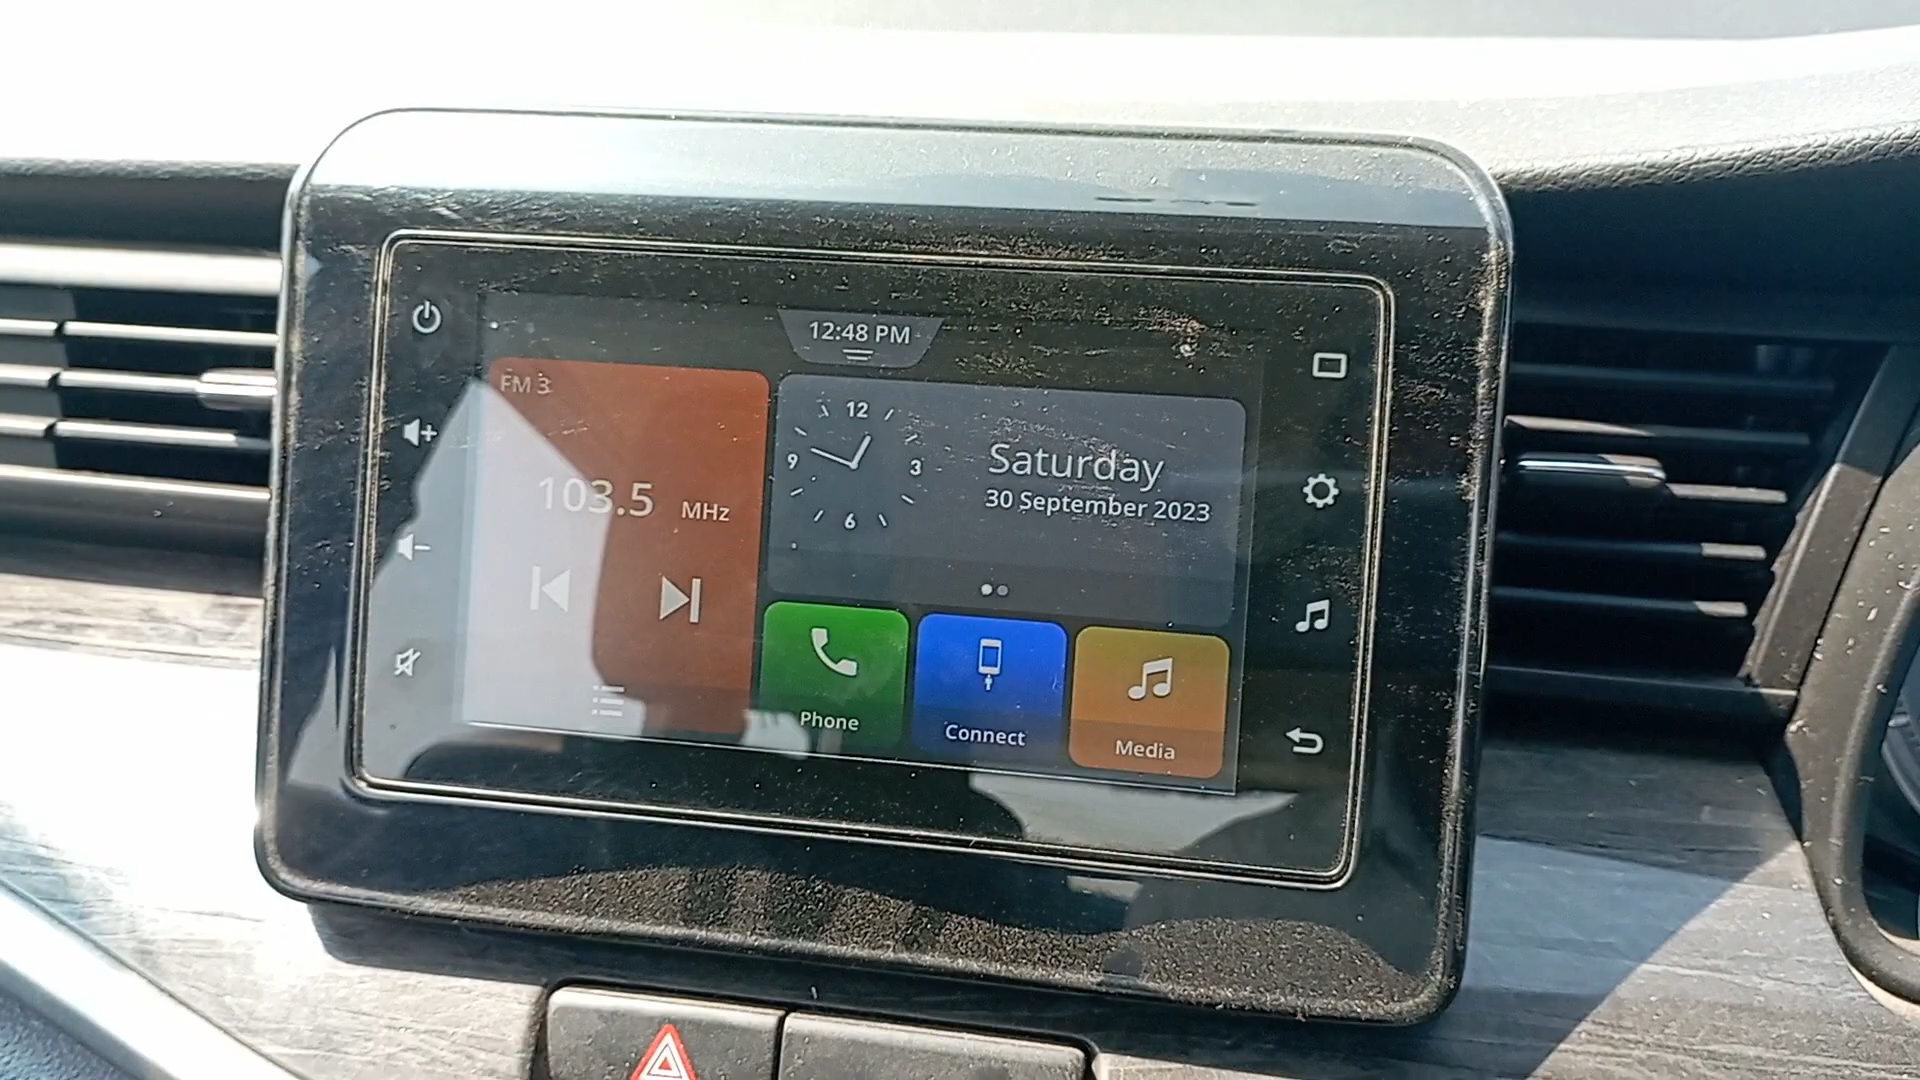 12:48 PM
FM 3
103.5 MHz
12
9
3
6
Saturday
30 September 2023
Phone
Connect
Media